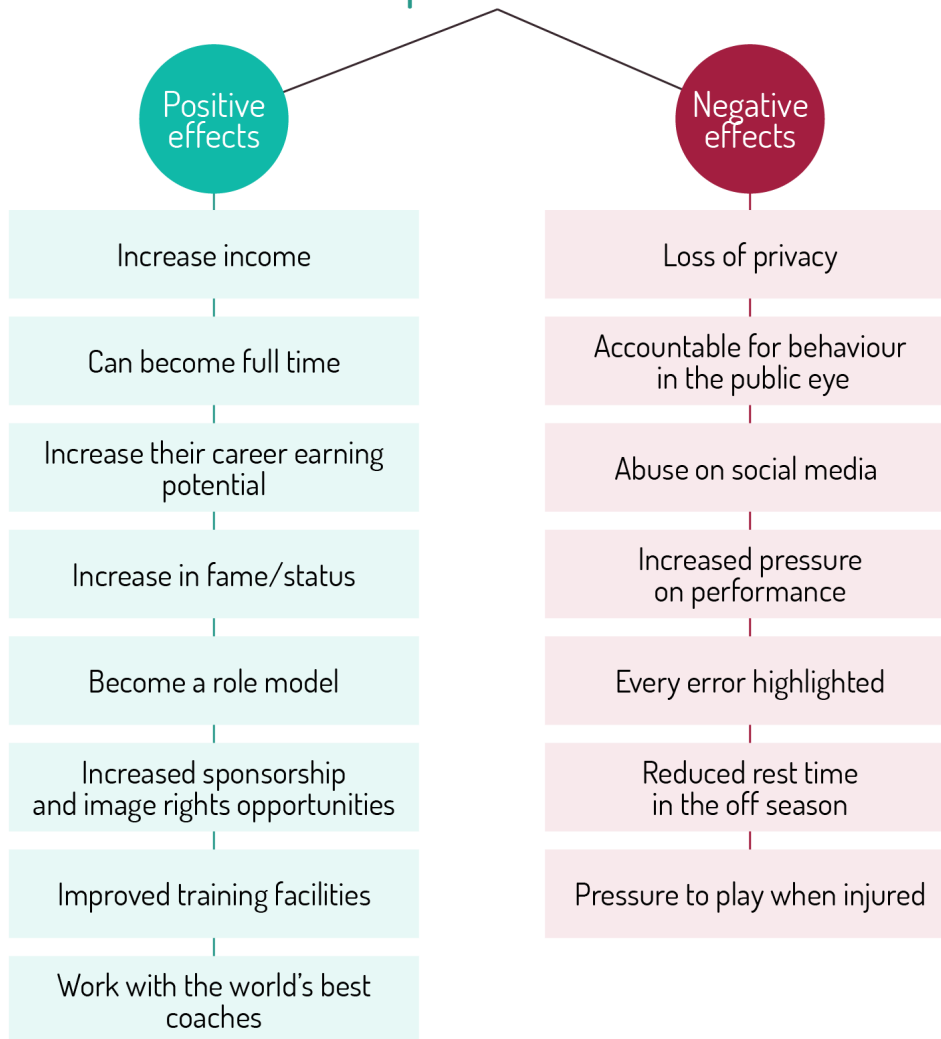 Positive
effects
Increase income
Can become full time
Increase their career earning
potential
Increase in fame/status
Become a role model
Increased sponsorship
and image rights opportunities
Improved training facilities
Work with the world's best
coaches
Negative
effects
Loss of privacy
Accountable for behaviour
in the public eye
Abuse on social media
Increased pressure
on performance
Every error highlighted
Reduced rest time
in the off season
Pressure to play when injured